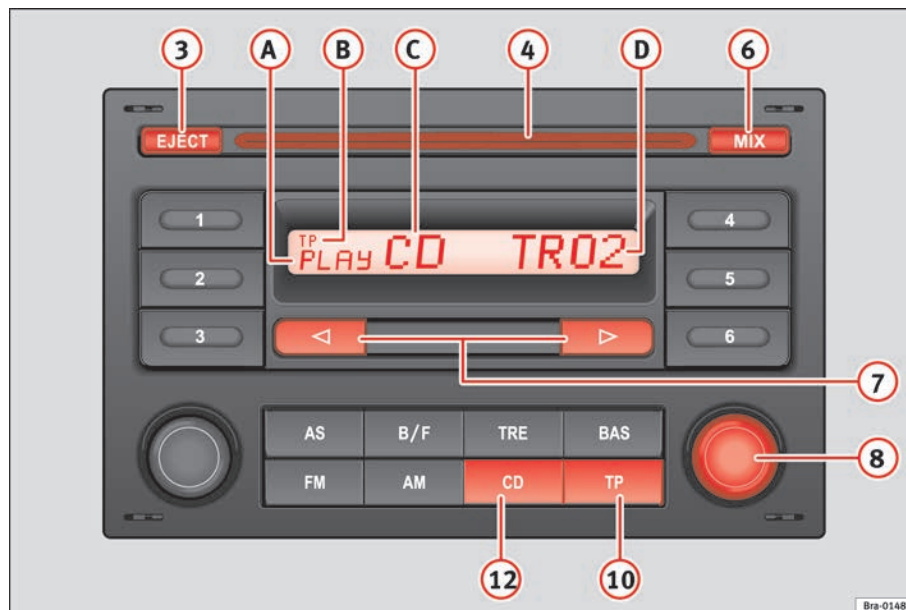 3 A B C 4 D 6
EJECT MIX
1 4
TP
PLAY CD TR02
2 5
3 6
7
AS B/F TRE BAS
8
FM AM CD TP
12 10
Bra-0148